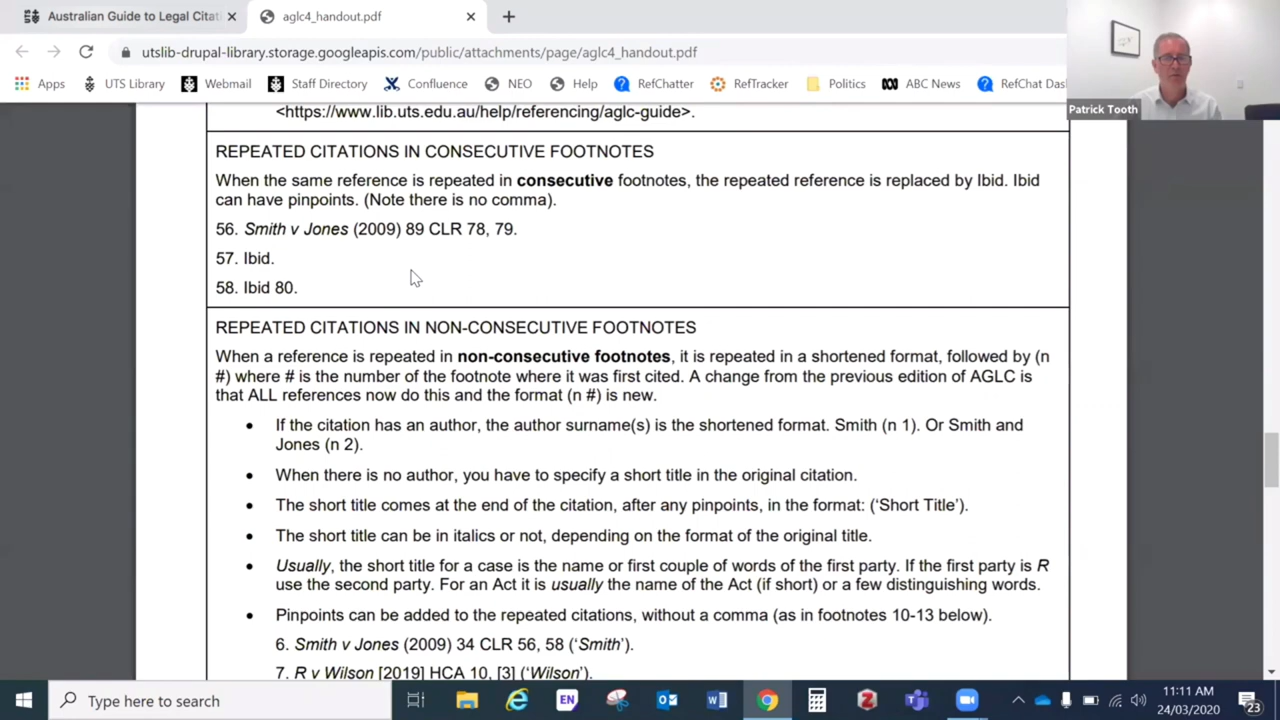 Australian Guide to Legal Citati
aglc4_handout.pdf
utslib-drupal-library.storage.googleapis.com/public/attachments/page/aglc4_handout.pdf
Apps UTS Library Webmail Staff Directory Confluence NEO Help RefChatter RefTracker Politics ABC News RefChat Das
Patrick Tooth
<https://www.lib.uts.edu.au/help/referencing/aglc-guide>.
REPEATED CITATIONS IN CONSECUTIVE FOOTNOTES
When the same reference is repeated in consecutive footnotes, the repeated reference is replaced by Ibid. Ibid
can have pinpoints. (Note there is no comma).
56. Smith v Jones (2009) 89 CLR 78, 79.
57. Ibid.
58. Ibid 80.
REPEATED CITATIONS IN NON-CONSECUTIVE FOOTNOTES
When a reference is repeated in non-consecutive footnotes, it is repeated in a shortened format, followed by (n
#) where # is the number of the footnote where it was first cited. A change from the previous edition of AGLC is
that ALL references now do this and the format (n #) is new.
• If the citation has an author, the author surname(s) is the shortened format. Smith (n 1). Or Smith and
Jones (n 2).
• When there is no author, you have to specify a short title in the original citation.
• The short title comes at the end of the citation, after any pinpoints, in the format: (‘Short Title’).
• The short title can be in italics or not, depending on the format of the original title.
• Usually, the short title for a case is the name or first couple of words of the first party. If the first party is R
use the second party. For an Act it is usually the name of the Act (if short) or a few distinguishing words.
• Pinpoints can be added to the repeated citations, without a comma (as in footnotes 10-13 below).
6. Smith v Jones (2009) 34 CLR 56, 58 (‘Smith’).
7. R v Wilson [2019] HCA 10, [3] (‘Wilson’).
Type here to search
EN
11:11 AM
24/03/2020
23